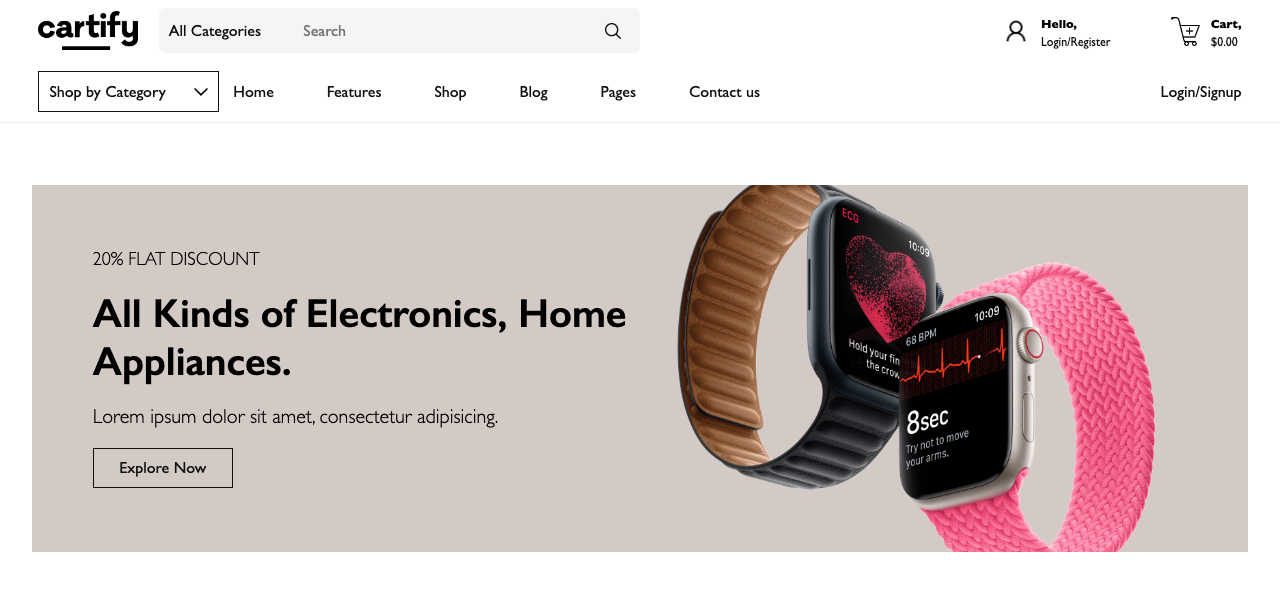 cartify
All Categories
Search
Hello,
Login/Register
Cart,
$0.00
Shop by Category
Home
Features
Shop
Blog
Pages
Contact us
Login/Signup
20% FLAT DISCOUNT
All Kinds of Electronics, Home
Appliances.
Lorem ipsum dolor sit amet, consectetur adipisicing.
Explore Now
ECG
10:09
Hold your fin
the crow
68 BPM
10:09
8sec
Try not to move
your arms.